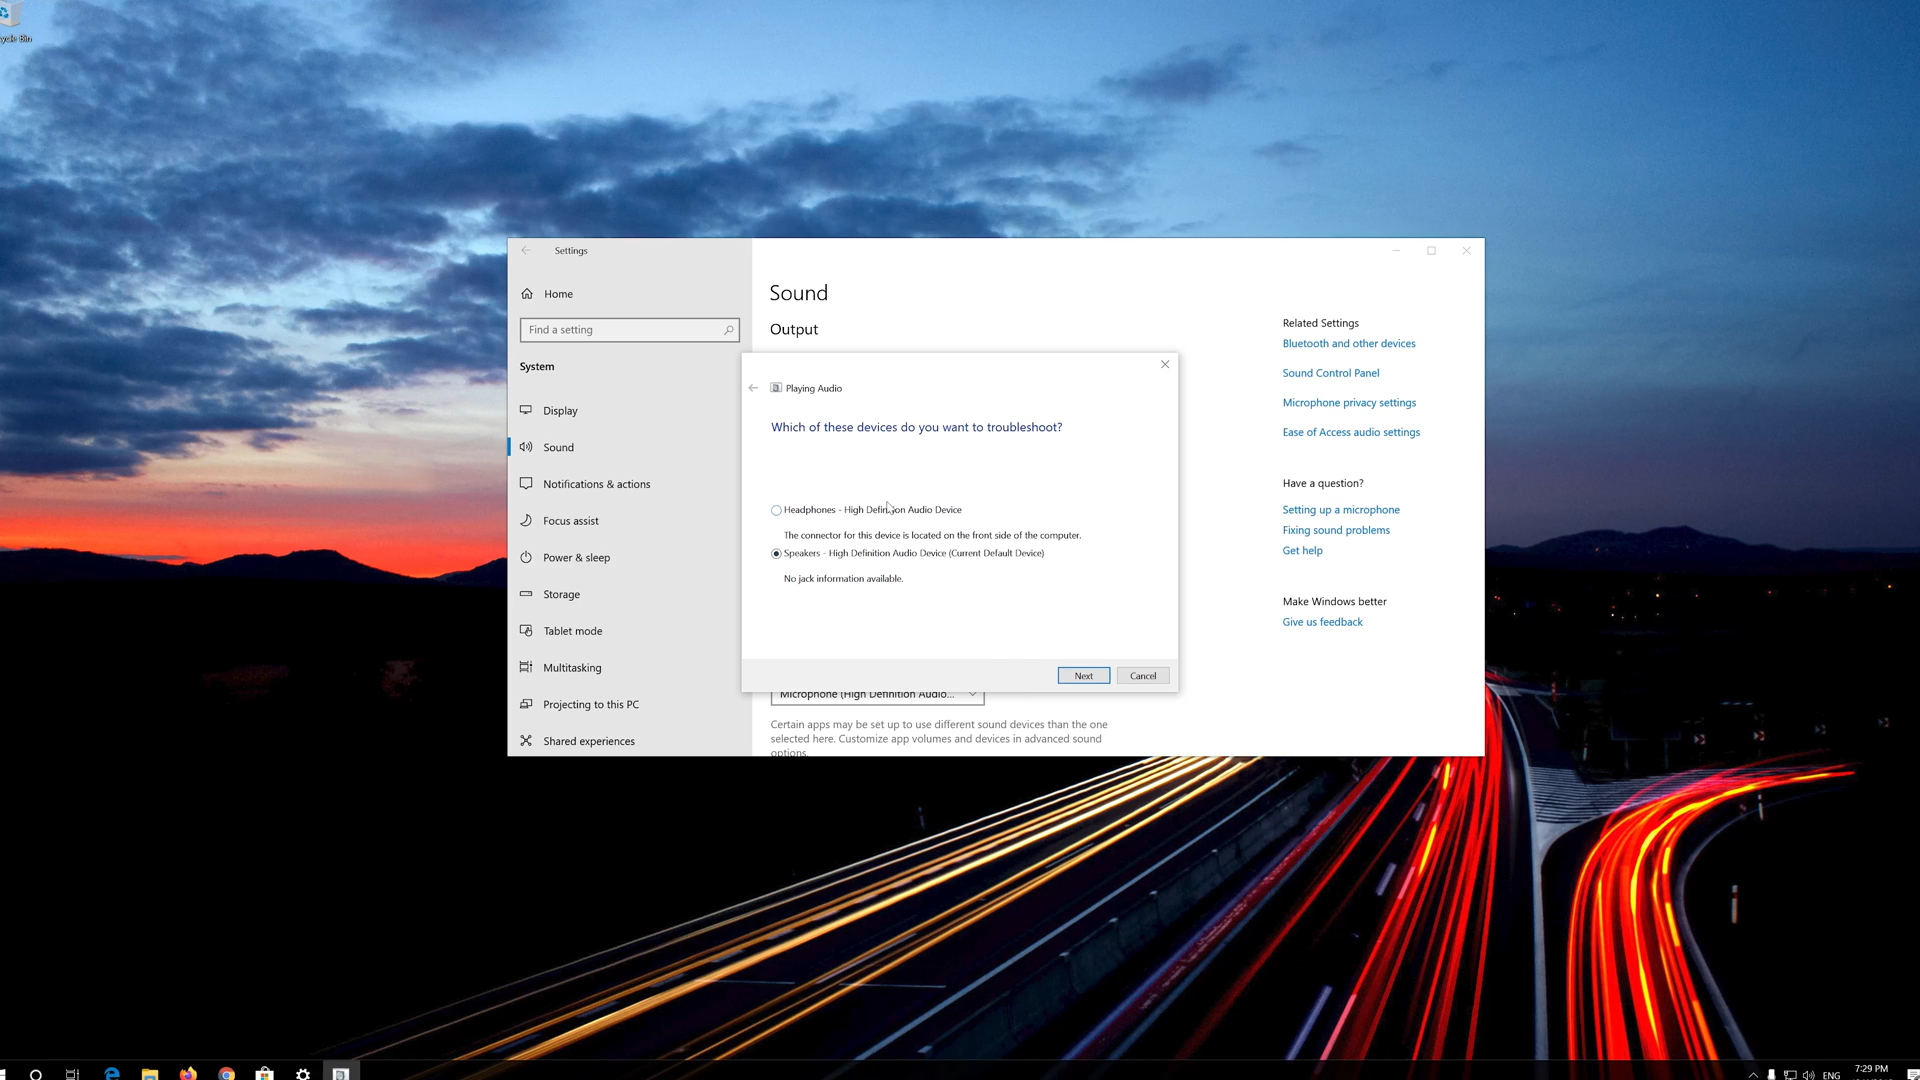 ycle Bin
Settings
Home
Find a setting
System
Display
Sound
Notifications & actions
Focus assist
Power & sleep
Storage
Tablet mode
Multitasking
Projecting to this PC
Shared experiences
Sound
Output
Playing Audio
Which of these devices do you want to troubleshoot?
Headphones - High Definition Audio Device
The connector for this device is located on the front side of the computer.
Speakers - High Definition Audio Device (Current Default Device)
No jack information available.
Next
Cancel
Microphone (High Definition Audio...
Certain apps may be set up to use different sound devices than the one
selected here. Customize app volumes and devices in advanced sound
options.
Related Settings
Bluetooth and other devices
Sound Control Panel
Microphone privacy settings
Ease of Access audio settings
Have a question?
Setting up a microphone
Fixing sound problems
Get help
Make Windows better
Give us feedback
ENG
7:29 PM